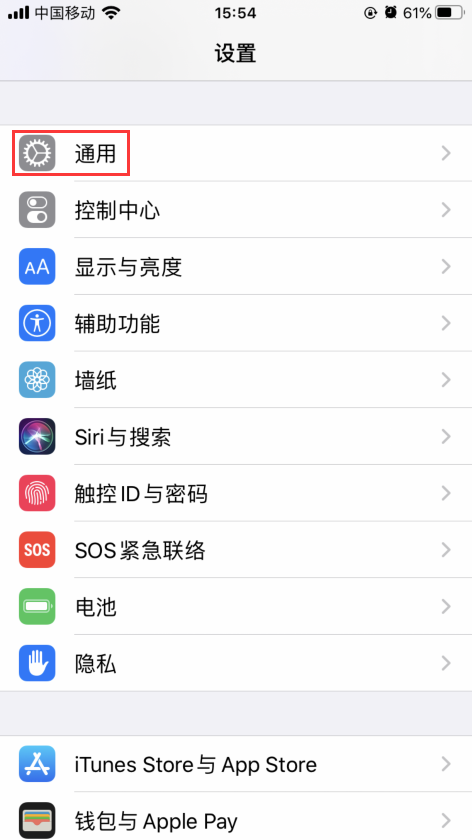 中国移动 15:54 61%
设置
通用
控制中心
AA 显示与亮度
辅助功能
墙纸
Siri与搜索
触控ID与密码
SOS SOS紧急联络
电池
隐私
iTunes Store与App Store
钱包与Apple Pay